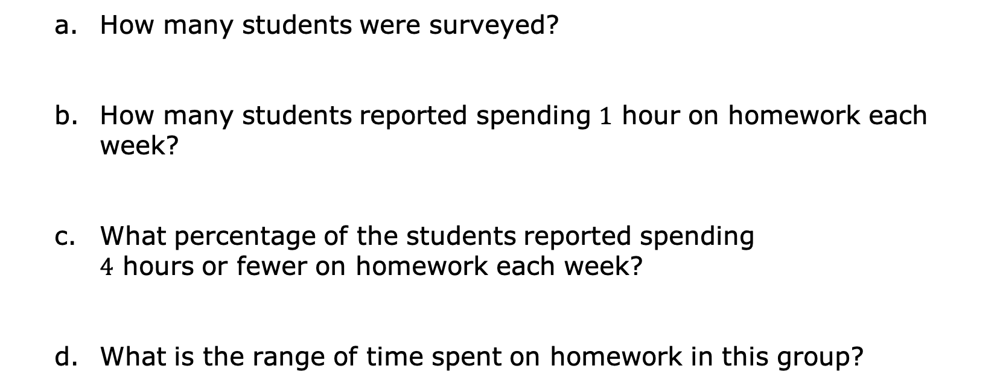 a. How many students were surveyed?
b. How many students reported spending 1 hour on homework each
week?
c. What percentage of the students reported spending
4 hours or fewer on homework each week?
d. What is the range of time spent on homework in this group?